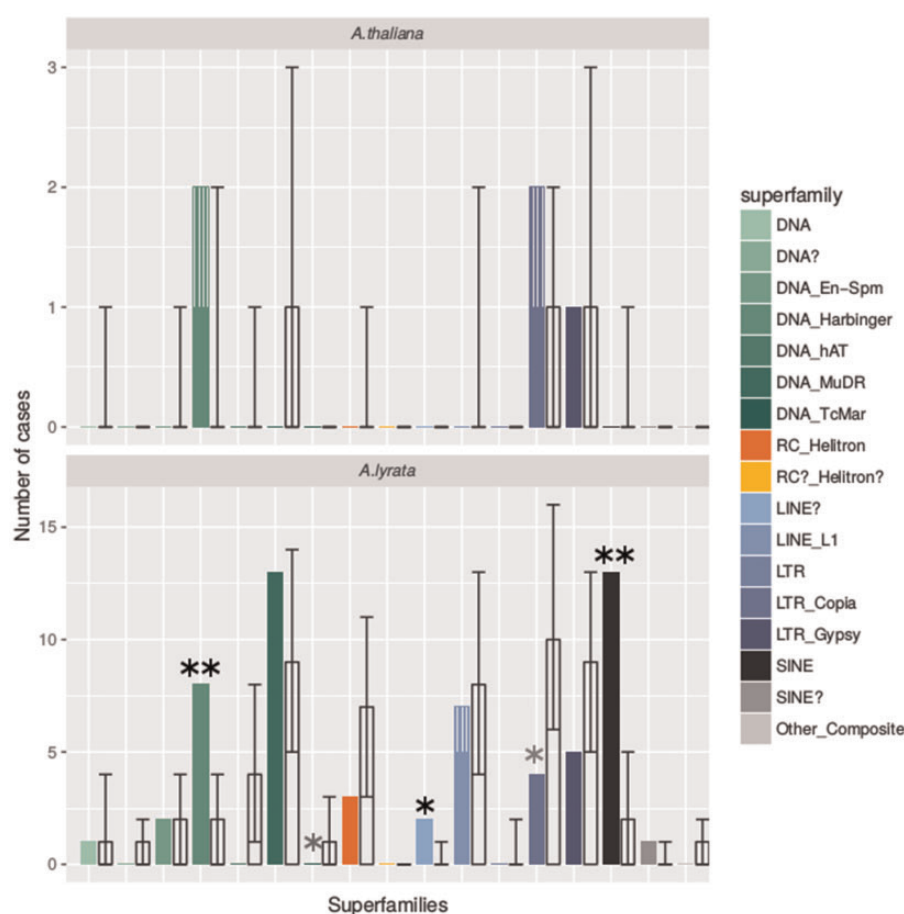 A.thaliana
3
2
1
0
Number of cases
A.lyrata
15
10
5
0
**
*
*
*
**
Superfamilies
superfamily
DNA
DNA?
DNA_En-Spm
DNA_Harbinger
DNA_hAT
DNA_MuDR
DNA_TcMar
RC_Helitron
RC?_Helitron?
LINE?
LINE_L1
LTR
LTR_Copia
LTR_Gypsy
SINE
SINE?
Other_Composite